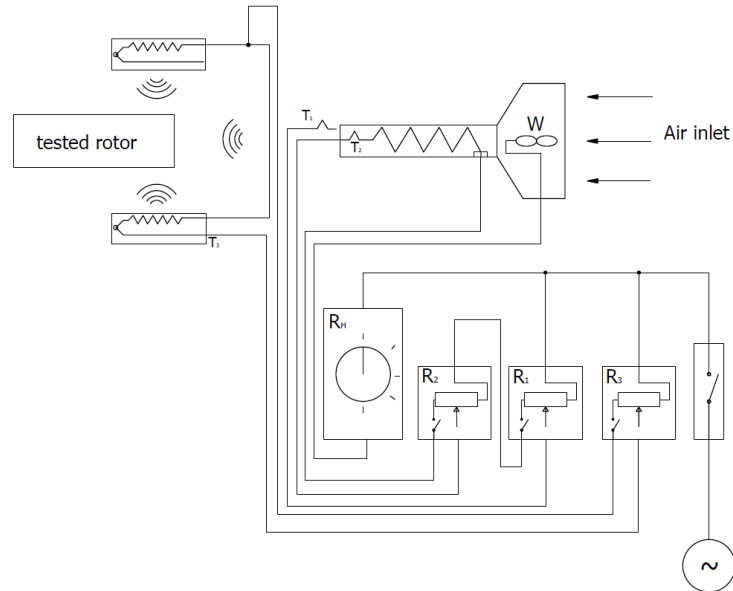 T₁
W
Air inlet
tested rotor
T₂
T₃
R_H
R₂
R₁
R₃
~